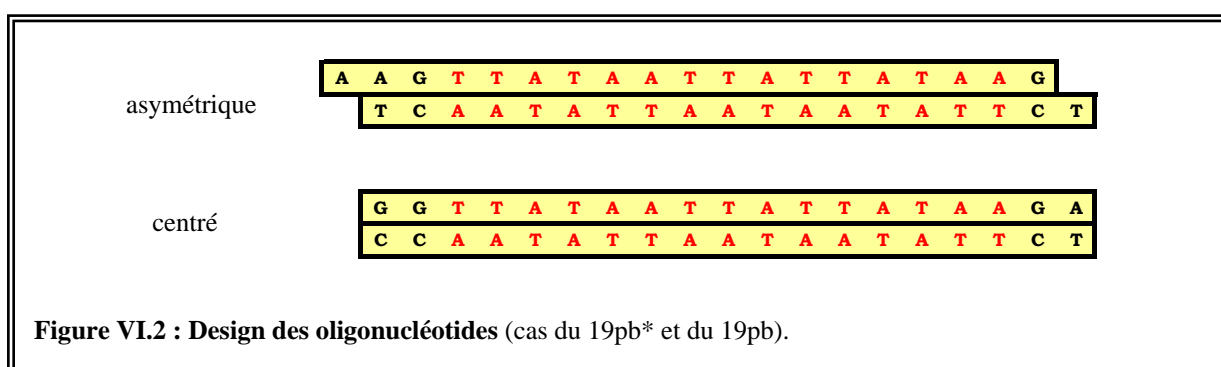 A A G T T A T A A T T A T T A T A A G
asymétrique
T C A A T A T T A A T A A T A T T C T
G G T T A T A A T T A T T A T A A G A
centré
C C A A T A T T A A T A A T A T T C T
Figure VI.2 : Design des oligonucléotides (cas du 19pb* et du 19pb).